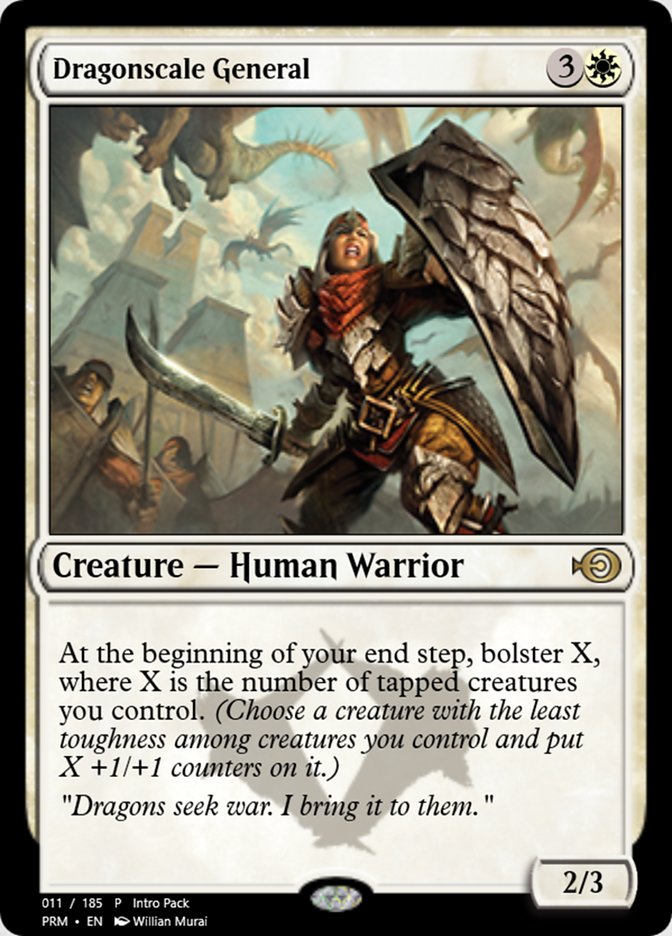 Dragonscale General
3
Creature — Human Warrior
At the beginning of your end step, bolster X,
where X is the number of tapped creatures
you control. (Choose a creature with the least
toughness among creatures you control and put
X +1/+1 counters on it.)
"Dragons seek war. I bring it to them."
2/3
011 / 185 P Intro Pack
PRM • EN Willian Murai